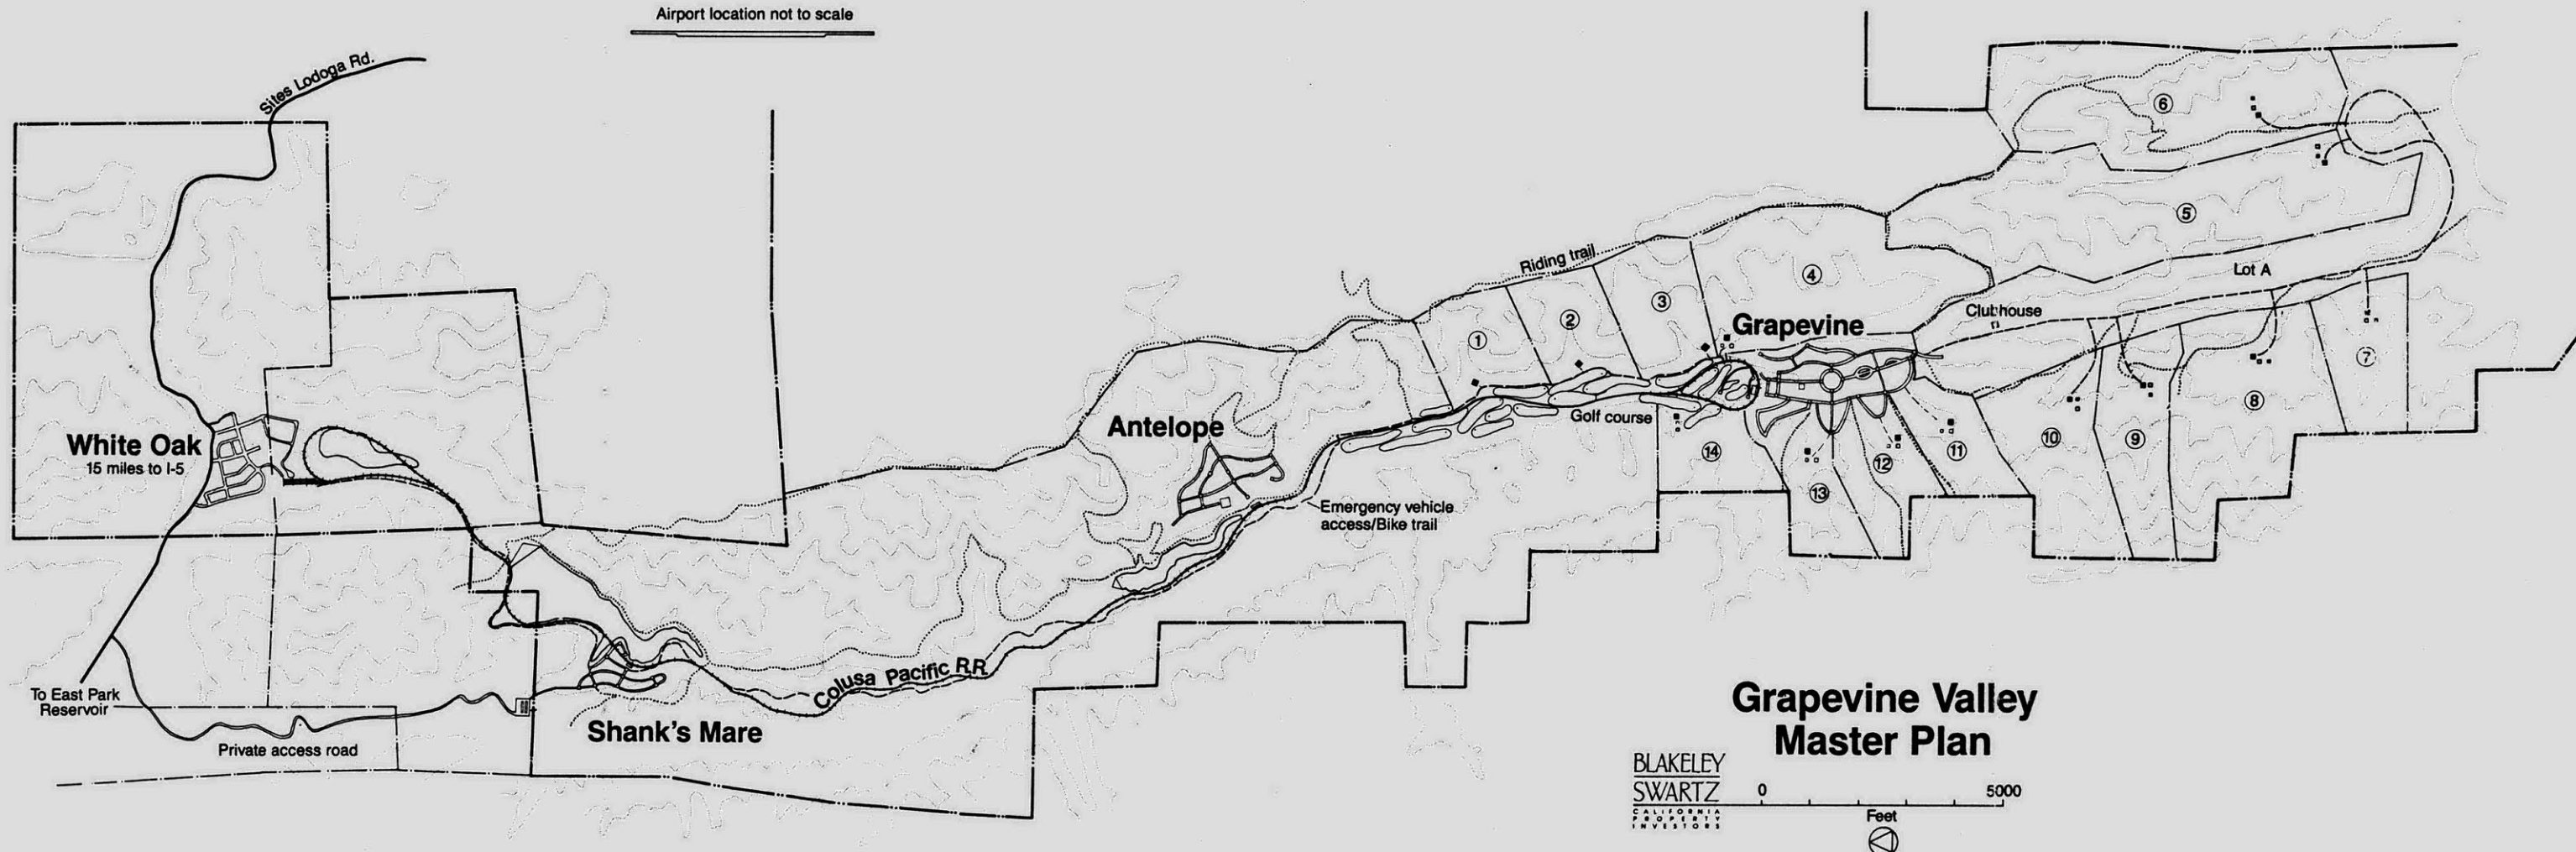 Airport location not to scale
Sites Lodoga Rd.
⑥
⑤
Riding trail
④
Lot A
③
②
①
Grapevine
Clubhouse
⑦
⑧
Golf course
Antelope
White Oak
15 miles to I-5
⑭
⑬
⑫
⑪
⑩
⑨
Emergency vehicle
access/Bike trail
Colusa Pacific R.R.
To East Park
Reservoir
Private access road
Shank's Mare
Grapevine Valley
Master Plan
BLAKELEY
SWARTZ
CALIFORNIA
PROPERTY
INVESTORS
0 5000
Feet